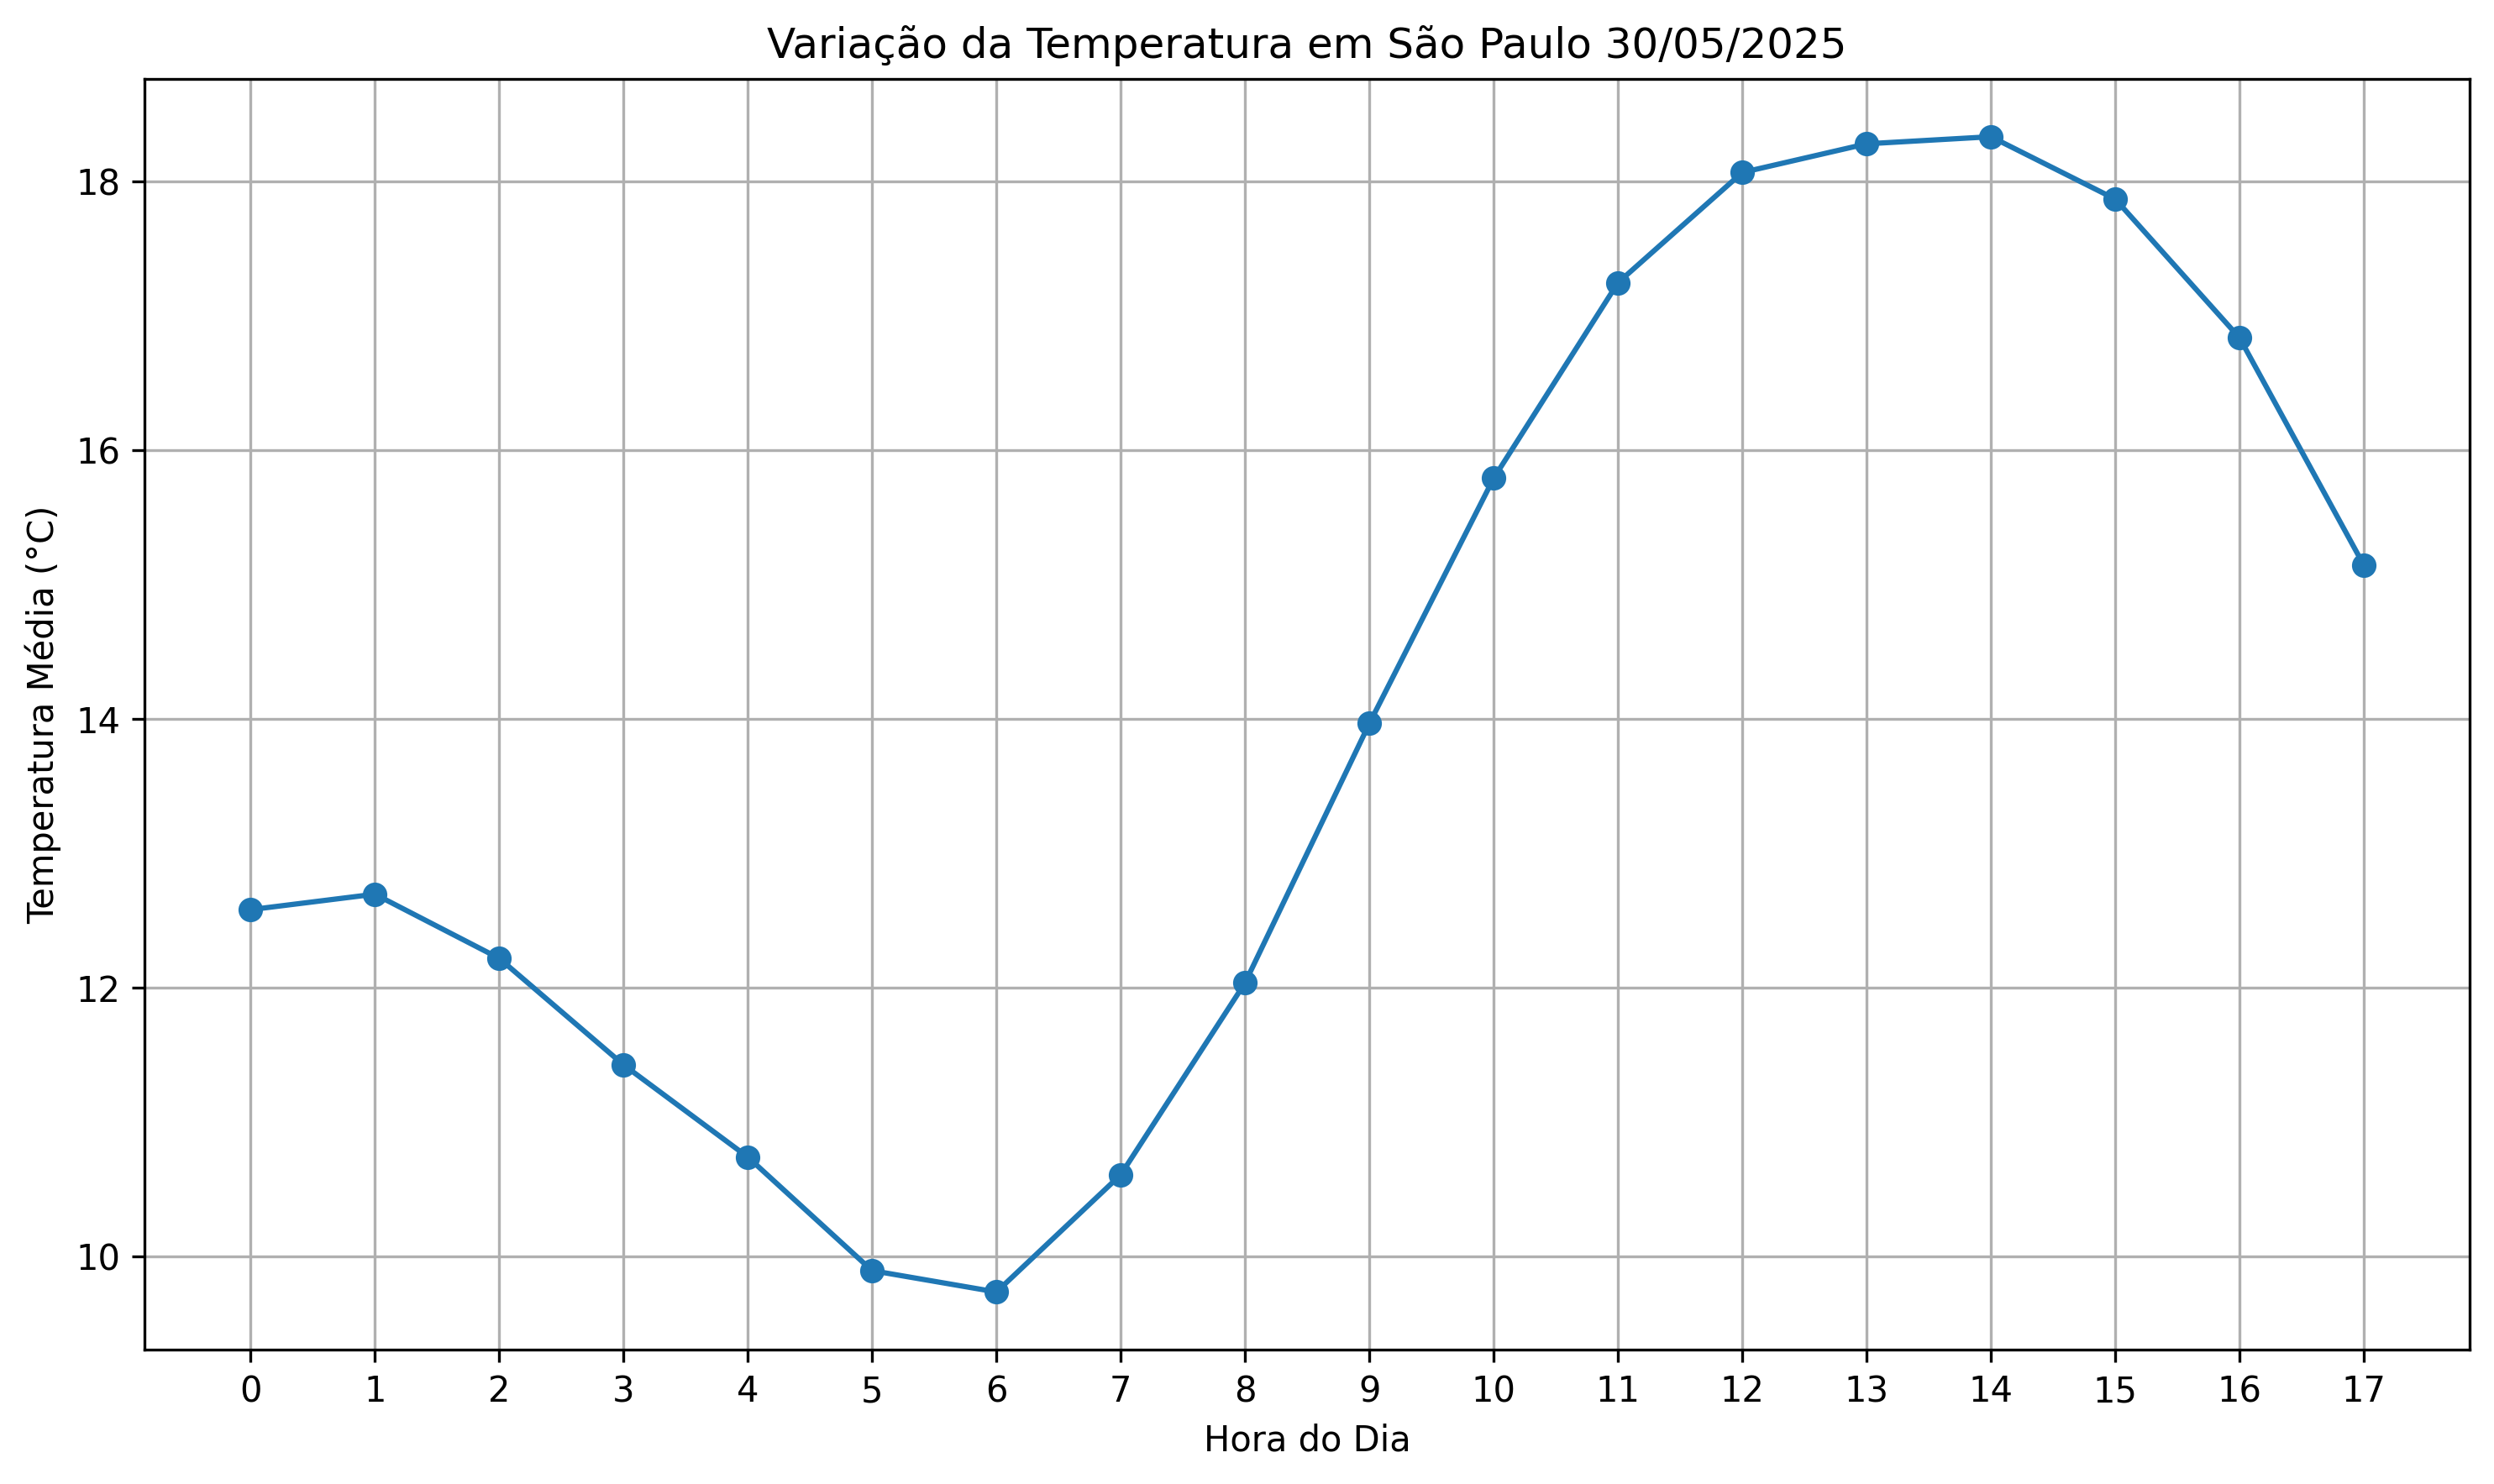 Variação da Temperatura em São Paulo 30/05/2025
18
16
14
12
10
Temperatura Média (°C)
0 1 2 3 4 5 6 7 8 9 10 11 12 13 14 15 16 17
Hora do Dia